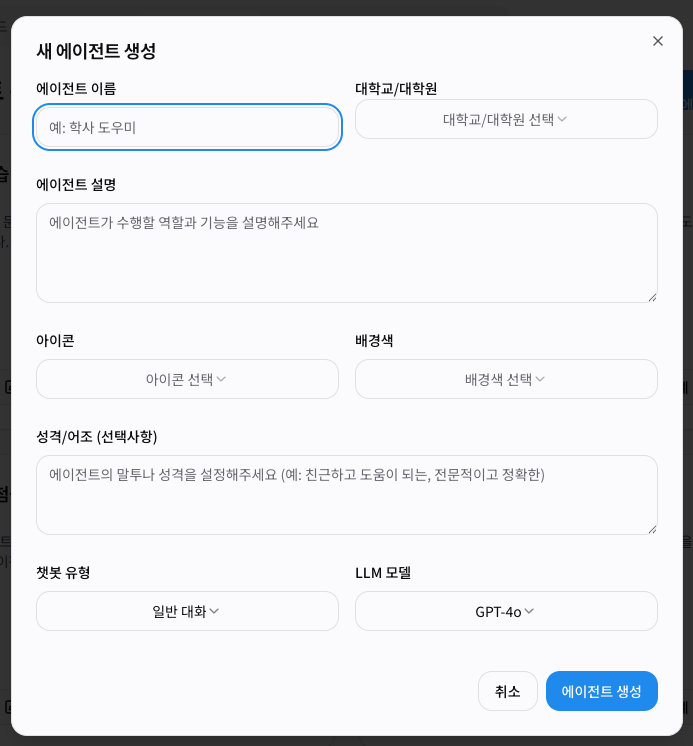 새 에이전트 생성
에이전트 이름
대학교/대학원
예: 학사 도우미
대학교/대학원 선택
에이전트 설명
에이전트가 수행할 역할과 기능을 설명해주세요
아이콘
배경색
아이콘 선택
배경색 선택
성격/어조 (선택사항)
에이전트의 말투나 성격을 설정해주세요 (예: 친근하고 도움이 되는, 전문적이고 정확한)
챗봇 유형
LLM 모델
일반 대화
GPT-4o
취소
에이전트 생성